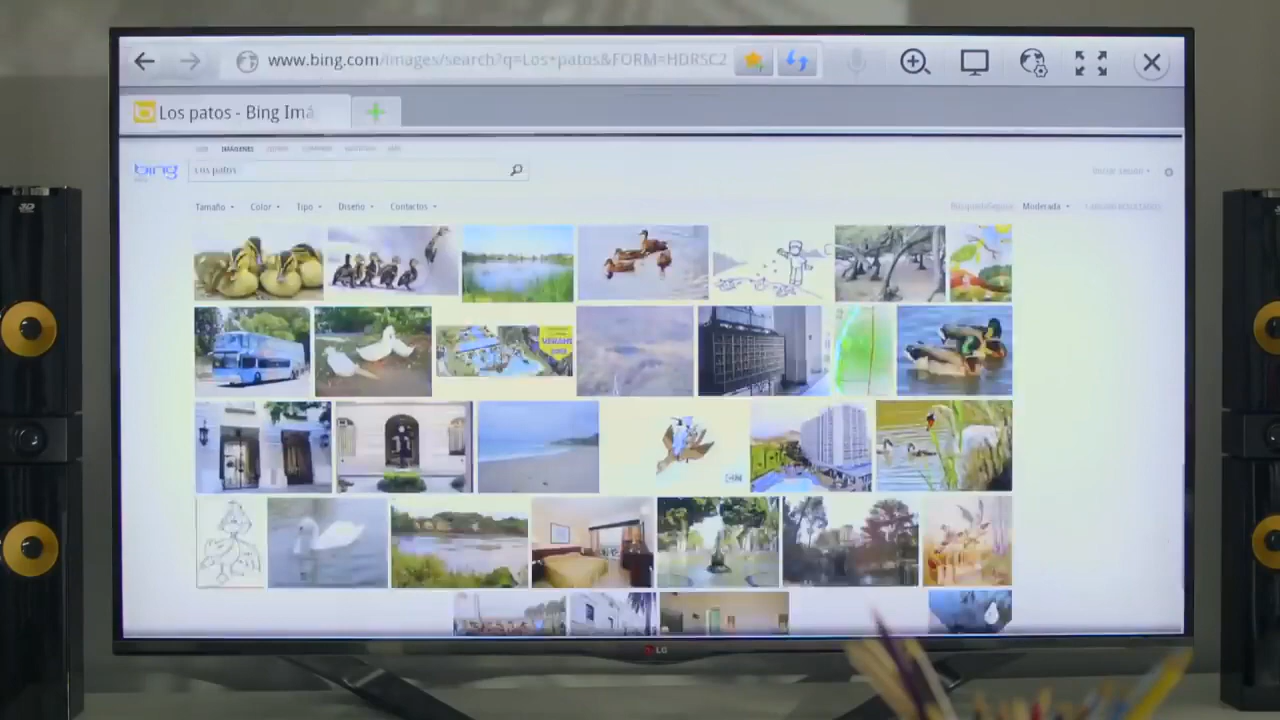 www.bing.com/images/search?q=Los+patos&FORM=HDRSC2
Los patos - Bing Imá
IMÁGENES
bing
Los patos
Tamaño
Color
Tipo
Diseño
Contactos
Moderada
LG